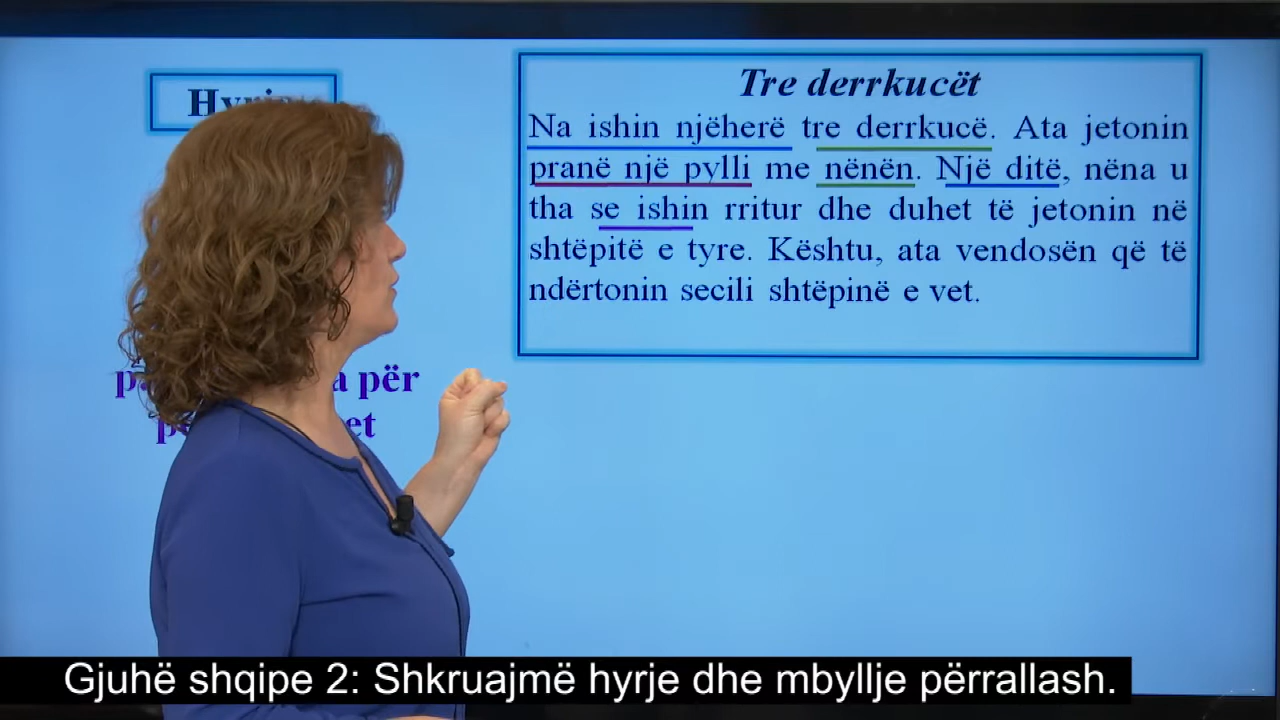 Tre derrkucët
Na ishin njëherë tre derrkucë. Ata jetonin
pranë një pylli me nënën. Një ditë, nëna u
tha se ishin rritur dhe duhet të jetonin në
shtëpitë e tyre. Kështu, ata vendosën që të
ndërtonin secili shtëpinë e vet.
për
Gjuhë shqipe 2: Shkruajmë hyrje dhe mbyllje përrallash.